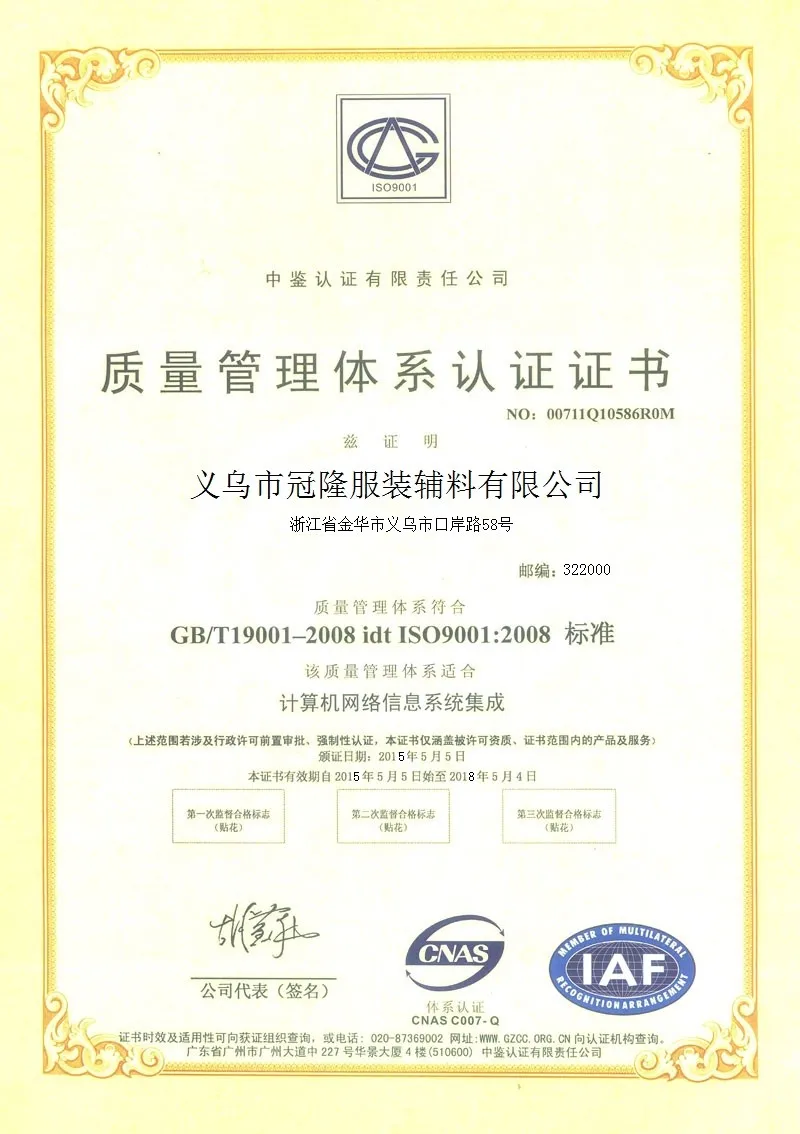 ISO9001
中鉴认证有限责任公司
质量管理体系认证证书
NO：00711Q10586R0M
兹 证 明
义乌市冠隆服装辅料有限公司
浙江省金华市义乌市口岸路58号
邮编：322000
质量管理体系符合
GB/T19001–2008 idt ISO9001:2008 标准
该质量管理体系适合
计算机网络信息系统集成
（上述范围若涉及行政许可前置审批、强制性认证，本证书仅涵盖被许可资质、证书范围内的产品及服务）
颁证日期：2015年5月5日
本证书有效期自2015年5月5日始至2018年5月4日
第一次监督合格标志
（贴花）
第二次监督合格标志
（贴花）
第三次监督合格标志
（贴花）
公司代表（签名）
CNAS
体系认证
CNAS C007-Q
MEMBER OF MULTILATERAL
IAF
RECOGNITION ARRANGEMENT
证书时效及适用性可向获证组织查询，或电话：020-87369002 网址:WWW.GZCC.ORG.CN 向认证机构查询。
广东省广州市广州大道中227号华景大厦4楼(510600) 中鉴认证有限责任公司